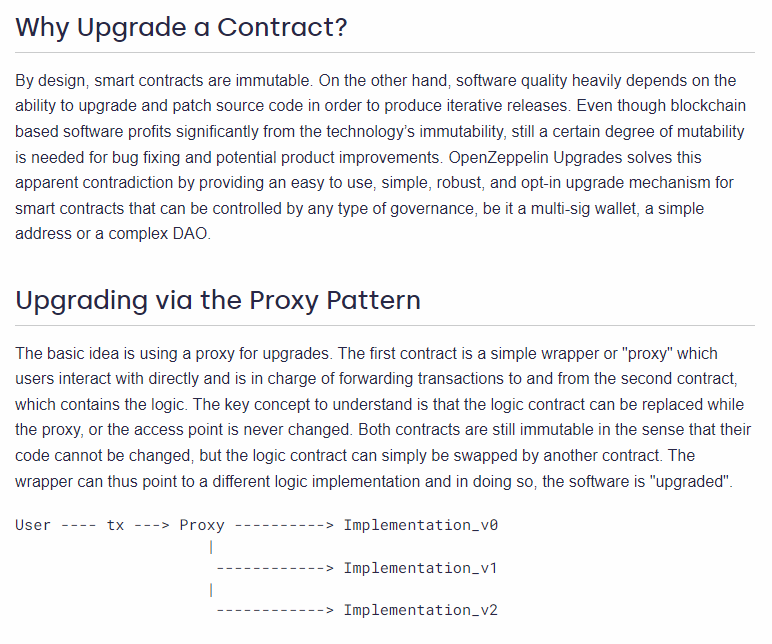 Why Upgrade a Contract?
By design, smart contracts are immutable. On the other hand, software quality heavily depends on the
ability to upgrade and patch source code in order to produce iterative releases. Even though blockchain
based software profits significantly from the technology's immutability, still a certain degree of mutability
is needed for bug fixing and potential product improvements. OpenZeppelin Upgrades solves this
apparent contradiction by providing an easy to use, simple, robust, and opt-in upgrade mechanism for
smart contracts that can be controlled by any type of governance, be it a multi-sig wallet, a simple
address or a complex DAO.
Upgrading via the Proxy Pattern
The basic idea is using a proxy for upgrades. The first contract is a simple wrapper or "proxy" which
users interact with directly and is in charge of forwarding transactions to and from the second contract,
which contains the logic. The key concept to understand is that the logic contract can be replaced while
the proxy, or the access point is never changed. Both contracts are still immutable in the sense that their
code cannot be changed, but the logic contract can simply be swapped by another contract. The
wrapper can thus point to a different logic implementation and in doing so, the software is "upgraded".
User ---- tx ---> Proxy ----------> Implementation_v0
|
------------> Implementation_v1
|
------------> Implementation_v2